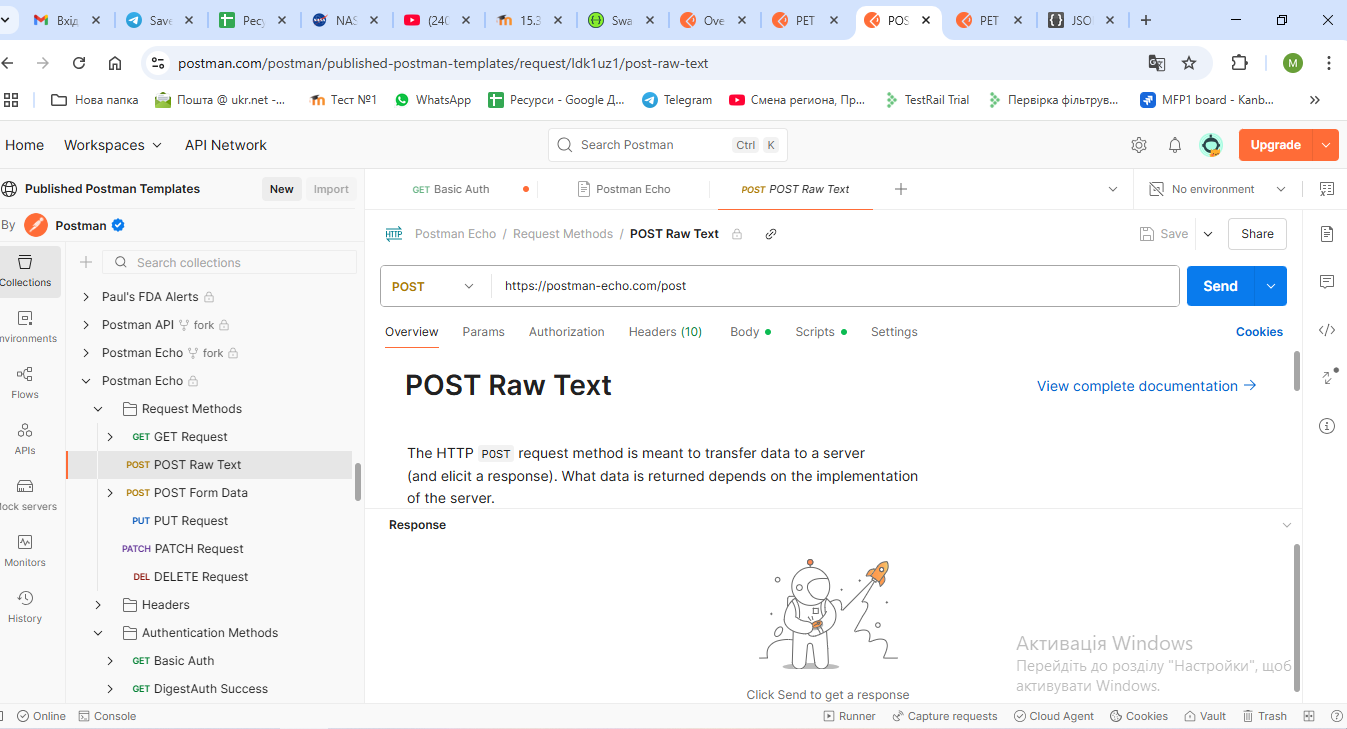 Вхід
Save
Ресу
NAS
(240
15.3
Swa
Ove
PET
POS
PET
JSO
postman.com/postman/published-postman-templates/request/ldk1uz1/post-raw-text
M
Нова папка
Пошта @ ukr.net -...
Тест №1
WhatsApp
Ресурси - Google Д...
Telegram
Смена региона, Пр...
TestRail Trial
Первірка фільтрув...
MFP1 board - Kanb...
Home
Workspaces
API Network
Search Postman
Ctrl K
Upgrade
Published Postman Templates
New
Import
GET Basic Auth
Postman Echo
POST POST Raw Text
No environment
By Postman
Postman Echo / Request Methods / POST Raw Text
Save
Share
Collections
Search collections
Paul's FDA Alerts
Postman API fork
Postman Echo fork
Postman Echo
Request Methods
GET GET Request
POST POST Raw Text
POST POST Form Data
PUT PUT Request
PATCH PATCH Request
DEL DELETE Request
Headers
Authentication Methods
GET Basic Auth
GET DigestAuth Success
nvironments
Flows
APIs
Mock servers
Monitors
History
HTTP
POST
https://postman-echo.com/post
Send
Overview
Params
Authorization
Headers (10)
Body
Scripts
Settings
Cookies
POST Raw Text
View complete documentation →
The HTTP POST request method is meant to transfer data to a server
(and elicit a response). What data is returned depends on the implementation
of the server.
Response
Click Send to get a response
Активація Windows
Перейдіть до розділу "Настройки", щоб
активувати Windows.
Online
Console
Runner
Capture requests
Cloud Agent
Cookies
Vault
Trash